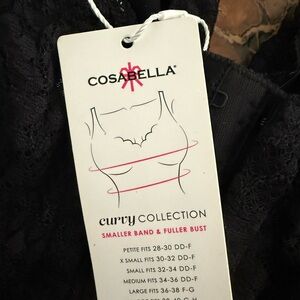 COSABELLA®
curvy COLLECTION
SMALLER BAND & FULLER BUST
PETITE FITS 28-30 DD-F
X SMALL FITS 30-32 DD-F
SMALL FITS 32-34 DD-F
MEDIUM FITS 34-36 DD-F
LARGE FITS 36-38 F-G